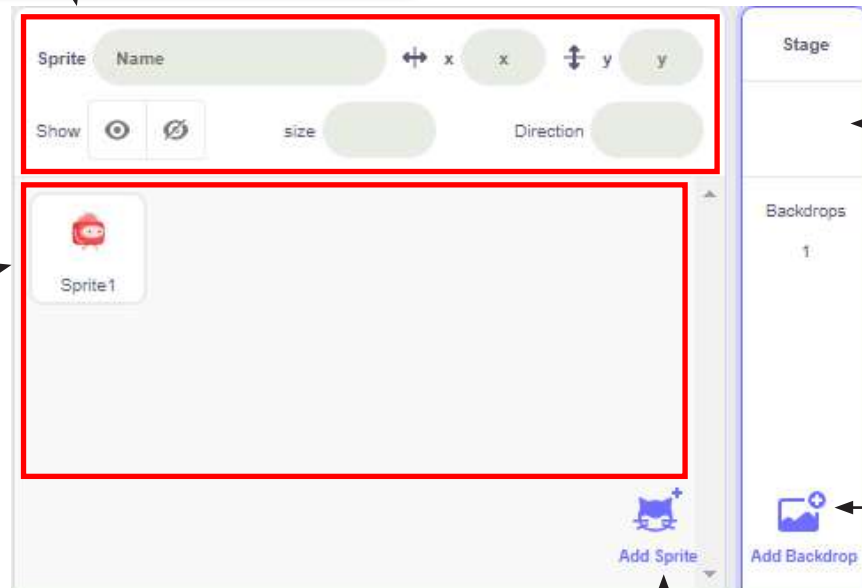 Sprite Name x x y y
Show size Direction
Sprite1
Add Sprite
Stage
Backdrops
1
Add Backdrop